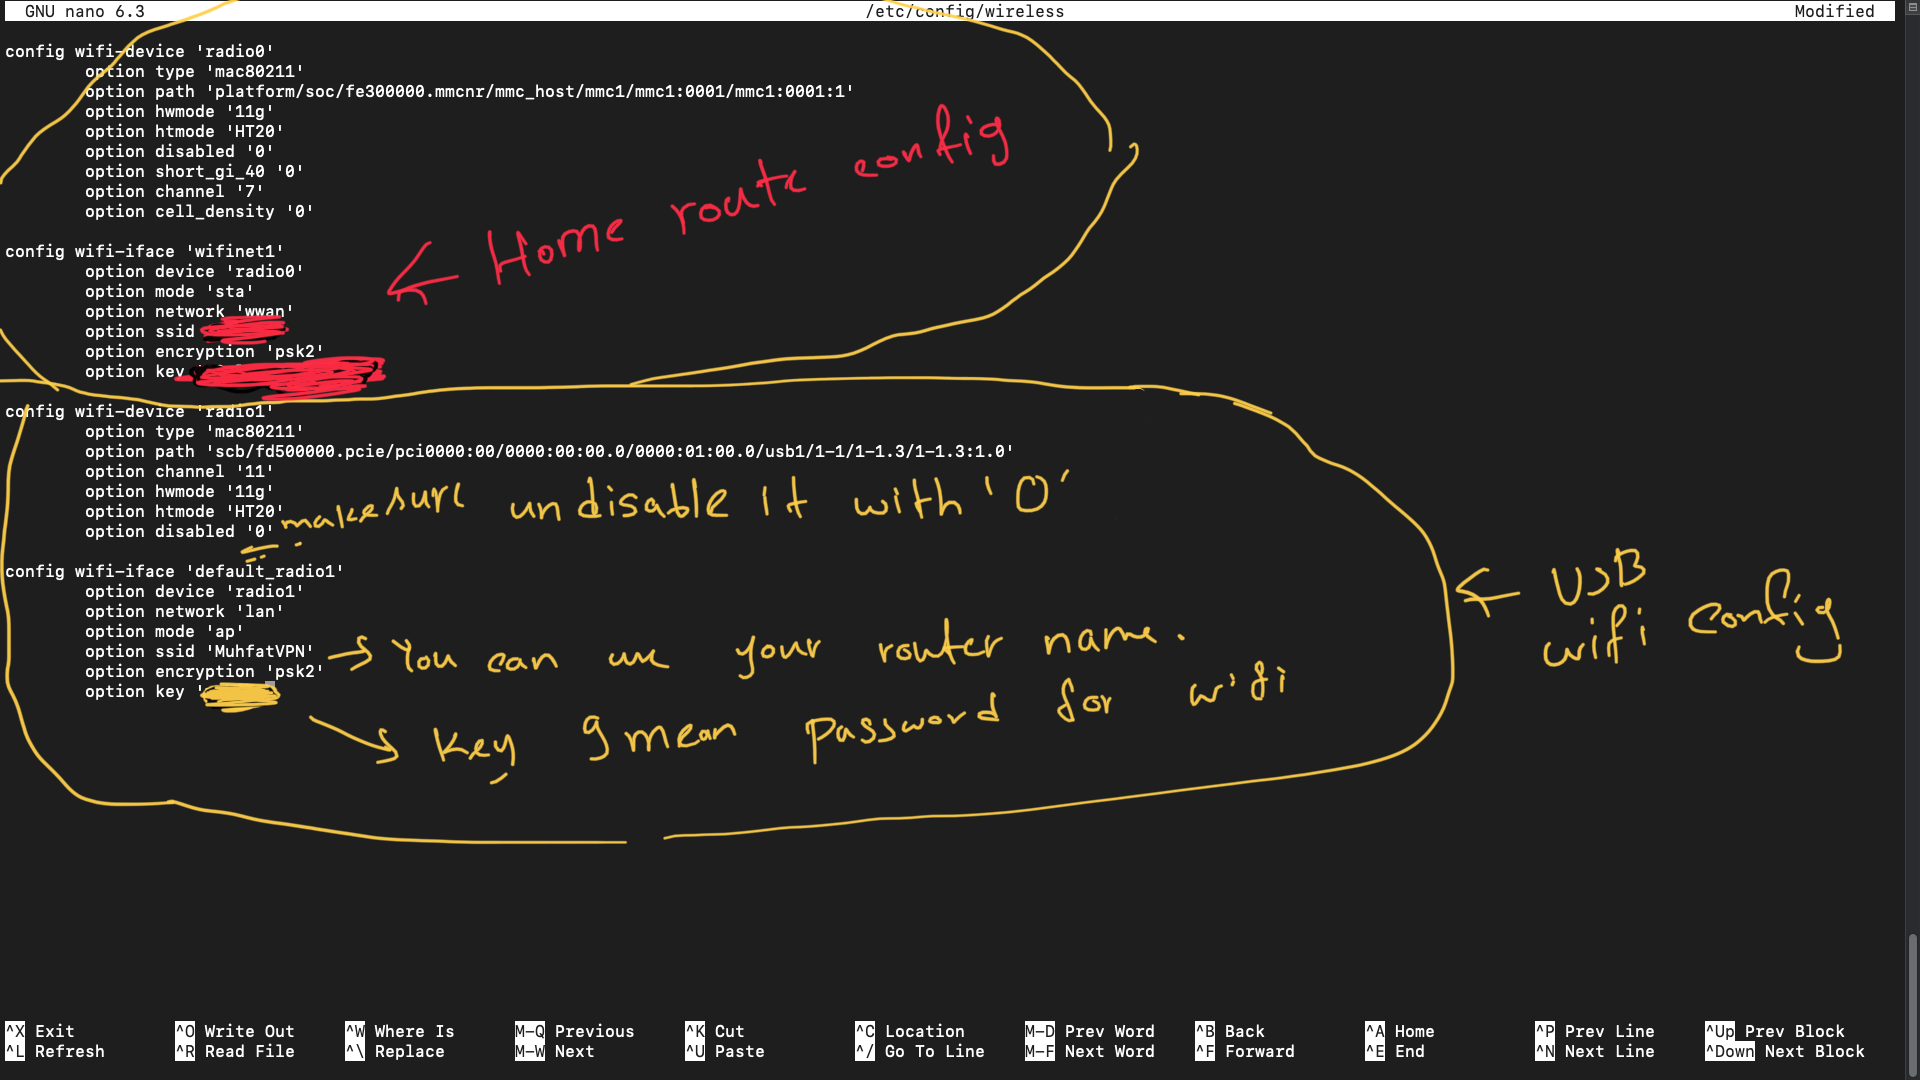 GNU nano 6.3 /etc/config/wireless Modified
config wifi-device 'radio0'
option type 'mac80211'
option path 'platform/soc/fe300000.mmcnr/mmc_host/mmc1/mmc1:0001/mmc1:0001:1'
option hwmode '11g'
option htmode 'HT20'
option disabled '0'
option short_gi_40 '0'
option channel '7'
option cell_density '0'
Home route config
config wifi-iface 'wifinet1'
option device 'radio0'
option mode 'sta'
option network 'wwan'
option ssid
option encryption 'psk2'
option key
config wifi-device 'radio1'
option type 'mac80211'
option path 'scb/fd500000.pcie/pci0000:00/0000:00:00.0/0000:01:00.0/usb1/1-1/1-1.3/1-1.3:1.0'
option channel '11'
option hwmode '11g'
option htmode 'HT20'
option disabled '0'
make sure undisable it with '0'
config wifi-iface 'default_radio1'
option device 'radio1'
option network 'lan'
option mode 'ap'
option ssid 'MuhfatVPN'
You can use your router name.
option encryption 'psk2'
option key '
Key I mean password for wifi
USB
wifi config
^X Exit ^O Write Out ^W Where Is M-Q Previous ^K Cut ^C Location M-D Prev Word ^B Back ^A Home ^P Prev Line ^Up Prev Block
^L Refresh ^R Read File ^\ Replace M-W Next ^U Paste ^/ Go To Line M-F Next Word ^F Forward ^E End ^N Next Line ^Down Next Block